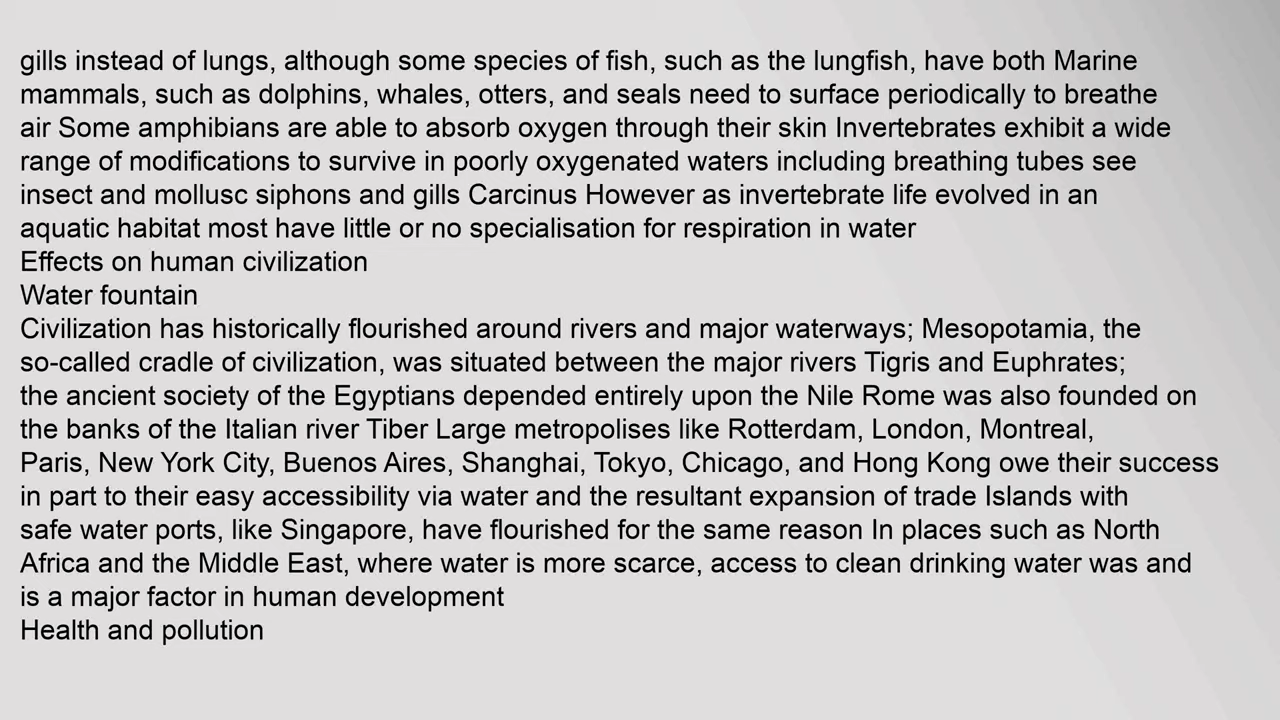 gills instead of lungs, although some species of fish, such as the lungfish, have both Marine
mammals, such as dolphins, whales, otters, and seals need to surface periodically to breathe
air Some amphibians are able to absorb oxygen through their skin Invertebrates exhibit a wide
range of modifications to survive in poorly oxygenated waters including breathing tubes see
insect and mollusc siphons and gills Carcinus However as invertebrate life evolved in an
aquatic habitat most have little or no specialisation for respiration in water
Effects on human civilization
Water fountain
Civilization has historically flourished around rivers and major waterways; Mesopotamia, the
so-called cradle of civilization, was situated between the major rivers Tigris and Euphrates;
the ancient society of the Egyptians depended entirely upon the Nile Rome was also founded on
the banks of the Italian river Tiber Large metropolises like Rotterdam, London, Montreal,
Paris, New York City, Buenos Aires, Shanghai, Tokyo, Chicago, and Hong Kong owe their success
in part to their easy accessibility via water and the resultant expansion of trade Islands with
safe water ports, like Singapore, have flourished for the same reason In places such as North
Africa and the Middle East, where water is more scarce, access to clean drinking water was and
is a major factor in human development
Health and pollution